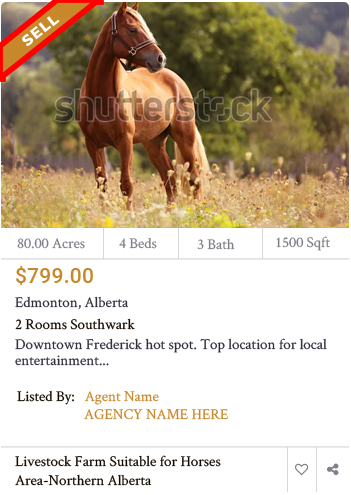 SELL
shutterstock
80.00 Acres
4 Beds
3 Bath
1500 Sqft
$799.00
Edmonton, Alberta
2 Rooms Southwark
Downtown Frederick hot spot. Top location for local
entertainment...
Listed By: Agent Name
AGENCY NAME HERE
Livestock Farm Suitable for Horses
Area-Northern Alberta